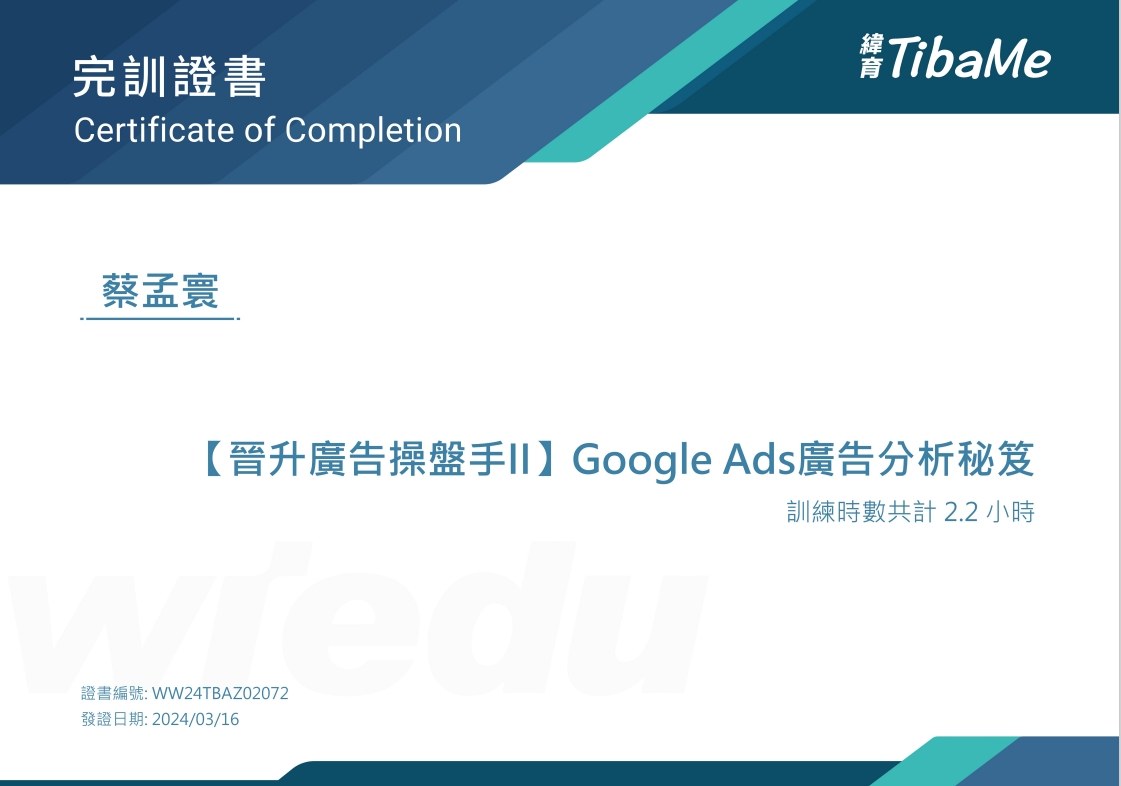 完訓證書
Certificate of Completion
緯育 TibaMe
蔡孟寰
【晉升廣告操盤手II】Google Ads廣告分析秘笈
訓練時數共計 2.2 小時
wiedu
證書編號: WW24TBAZ02072
發證日期: 2024/03/16